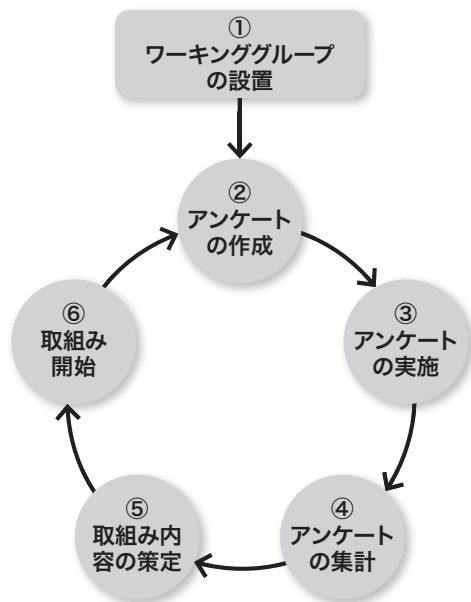 ①
ワーキンググループ
の設置
②
アンケート
の作成
③
アンケート
の実施
④
アンケート
の集計
⑤
取組み内
容の策定
⑥
取組み
開始